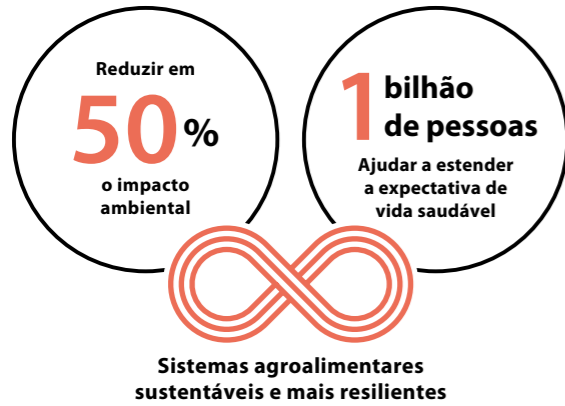 Reduzir em
50%
o impacto
ambiental
1 bilhão
de pessoas
Ajudar a estender
a expectativa de
vida saudável
Sistemas agroalimentares
sustentáveis e mais resilientes